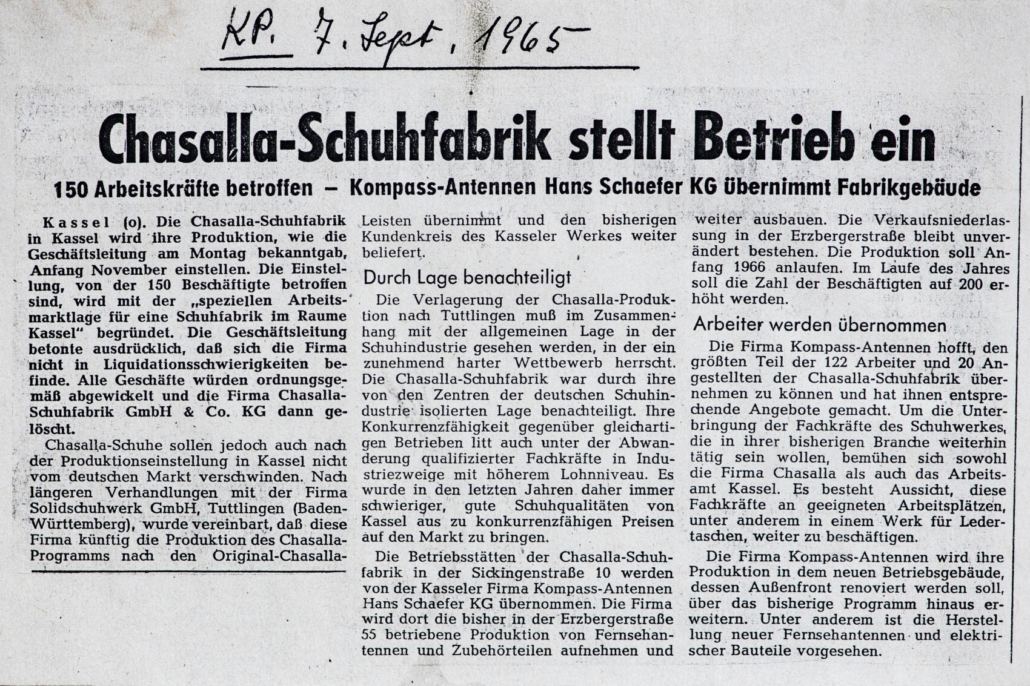 KP. 7. Sept. 1965
Chasalla-Schuhfabrik stellt Betrieb ein
150 Arbeitskräfte betroffen – Kompass-Antennen Hans Schaefer KG übernimmt Fabrikgebäude
Kassel (o). Die Chasalla-Schuhfabrik
in Kassel wird ihre Produktion, wie die
Geschäftsleitung am Montag bekanntgab,
Anfang November einstellen. Die Einstel-
lung, von der 150 Beschäftigte betroffen
sind, wird mit der „speziellen Arbeits-
marktlage für eine Schuhfabrik im Raume
Kassel" begründet. Die Geschäftsleitung
betonte ausdrücklich, daß sich die Firma
nicht in Liquidationsschwierigkeiten be-
finde. Alle Geschäfte würden ordnungsge-
mäß abgewickelt und die Firma Chasalla-
Schuhfabrik GmbH & Co. KG dann ge-
löscht.
Chasalla-Schuhe sollen jedoch auch nach
der Produktionseinstellung in Kassel nicht
vom deutschen Markt verschwinden. Nach
längeren Verhandlungen mit der Firma
Solidschuhwerk GmbH, Tuttlingen (Baden-
Württemberg), wurde vereinbart, daß diese
Firma künftig die Produktion des Chasalla-
Programms nach den Original-Chasalla-
Leisten übernimmt und den bisherigen
Kundenkreis des Kasseler Werkes weiter
beliefert.
Durch Lage benachteiligt
Die Verlagerung der Chasalla-Produk-
tion nach Tuttlingen muß im Zusammen-
hang mit der allgemeinen Lage in der
Schuhindustrie gesehen werden, in der ein
zunehmend harter Wettbewerb herrscht.
Die Chasalla-Schuhfabrik war durch ihre
von den Zentren der deutschen Schuhin-
dustrie isolierten Lage benachteiligt. Ihre
Konkurrenzfähigkeit gegenüber gleicharti-
gen Betrieben litt auch unter der Abwan-
derung qualifizierter Fachkräfte in Indu-
striezweige mit höherem Lohnniveau. Es
wurde in den letzten Jahren daher immer
schwieriger, gute Schuhqualitäten von
Kassel aus zu konkurrenzfähigen Preisen
auf den Markt zu bringen.
Die Betriebsstätten der Chasalla-Schuh-
fabrik in der Sickingenstraße 10 werden
von der Kasseler Firma Kompass-Antennen
Hans Schaefer KG übernommen. Die Firma
wird dort die bisher in der Erzbergerstraße
55 betriebene Produktion von Fernsehan-
tennen und Zubehörteilen aufnehmen und
weiter ausbauen. Die Verkaufsniederlas-
sung in der Erzbergerstraße bleibt unver-
ändert bestehen. Die Produktion soll An-
fang 1966 anlaufen. Im Laufe des Jahres
soll die Zahl der Beschäftigten auf 200 er-
höht werden.
Arbeiter werden übernommen
Die Firma Kompass-Antennen hofft, den
größten Teil der 122 Arbeiter und 20 An-
gestellten der Chasalla-Schuhfabrik über-
nehmen zu können und hat ihnen entspre-
chende Angebote gemacht. Um die Unter-
bringung der Fachkräfte des Schuhwerkes,
die in ihrer bisherigen Branche weiterhin
tätig sein wollen, bemühen sich sowohl
die Firma Chasalla als auch das Arbeits-
amt Kassel. Es besteht Aussicht, diese
Fachkräfte an geeigneten Arbeitsplätzen,
unter anderem in einem Werk für Leder-
taschen, weiter zu beschäftigen.
Die Firma Kompass-Antennen wird ihre
Produktion in dem neuen Betriebsgebäude,
dessen Außenfront renoviert werden soll,
über das bisherige Programm hinaus er-
weitern. Unter anderem ist die Herstel-
lung neuer Fernsehantennen und elektri-
scher Bauteile vorgesehen.